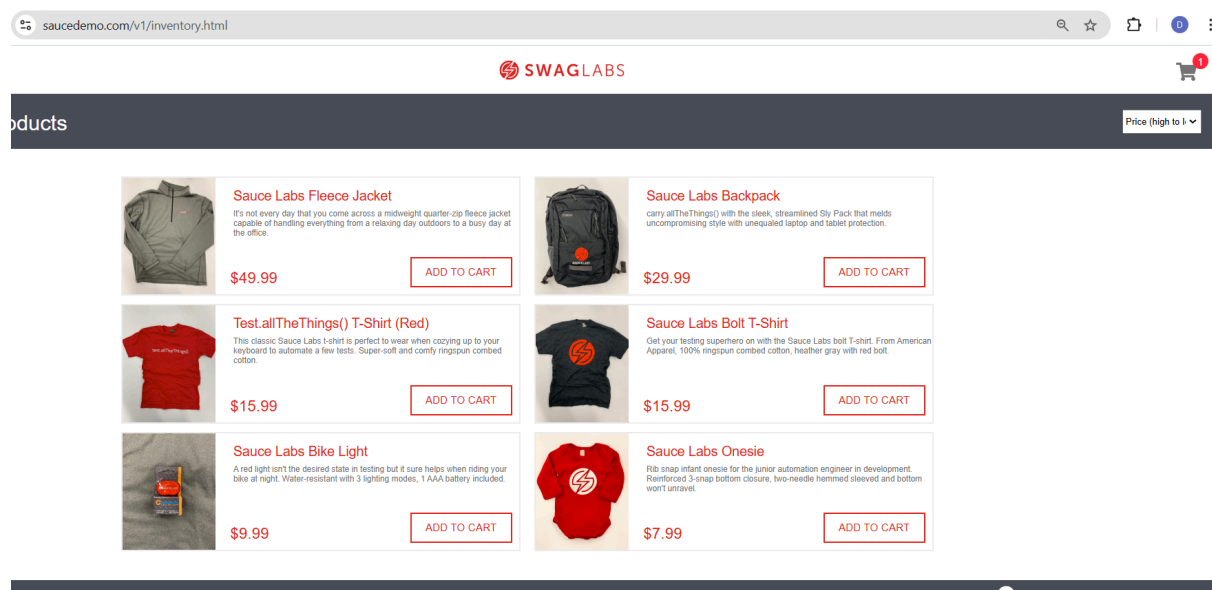 saucedemo.com/v1/inventory.html
D
SWAGLABS
1
oducts
Price (high to l
Sauce Labs Fleece Jacket
It's not every day that you come across a midweight quarter-zip fleece jacket
capable of handling everything from a relaxing day outdoors to a busy day at
the office.
$49.99
ADD TO CART
Sauce Labs Backpack
carry.allTheThings() with the sleek, streamlined Sly Pack that melds
uncompromising style with unequaled laptop and tablet protection.
$29.99
ADD TO CART
Test.allTheThings() T-Shirt (Red)
This classic Sauce Labs t-shirt is perfect to wear when cozying up to your
keyboard to automate a few tests. Super-soft and comfy ringspun combed
cotton.
$15.99
ADD TO CART
Sauce Labs Bolt T-Shirt
Get your testing superhero on with the Sauce Labs bolt T-shirt. From American
Apparel, 100% ringspun combed cotton, heather gray with red bolt.
$15.99
ADD TO CART
Sauce Labs Bike Light
A red light isn't the desired state in testing but it sure helps when riding your
bike at night. Water-resistant with 3 lighting modes, 1 AAA battery included.
$9.99
ADD TO CART
Sauce Labs Onesie
Rib snap infant onesie for the junior automation engineer in development.
Reinforced 3-snap bottom closure, two-needle hemmed sleeved and bottom
won't unravel.
$7.99
ADD TO CART